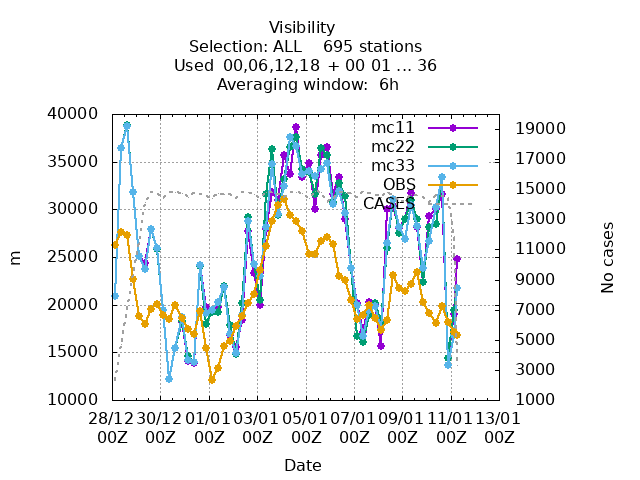 Visibility
Selection: ALL    695 stations
Used  00,06,12,18  + 00 01 ... 36
Averaging window:  6h
40000
35000
30000
25000
20000
15000
10000
m
19000
17000
15000
13000
11000
9000
7000
5000
3000
1000
No cases
mc11
mc22
mc33
OBS
CASES
28/12 30/12 01/01 03/01 05/01 07/01 09/01 11/01 13/01
00Z 00Z 00Z 00Z 00Z 00Z 00Z 00Z 00Z
Date